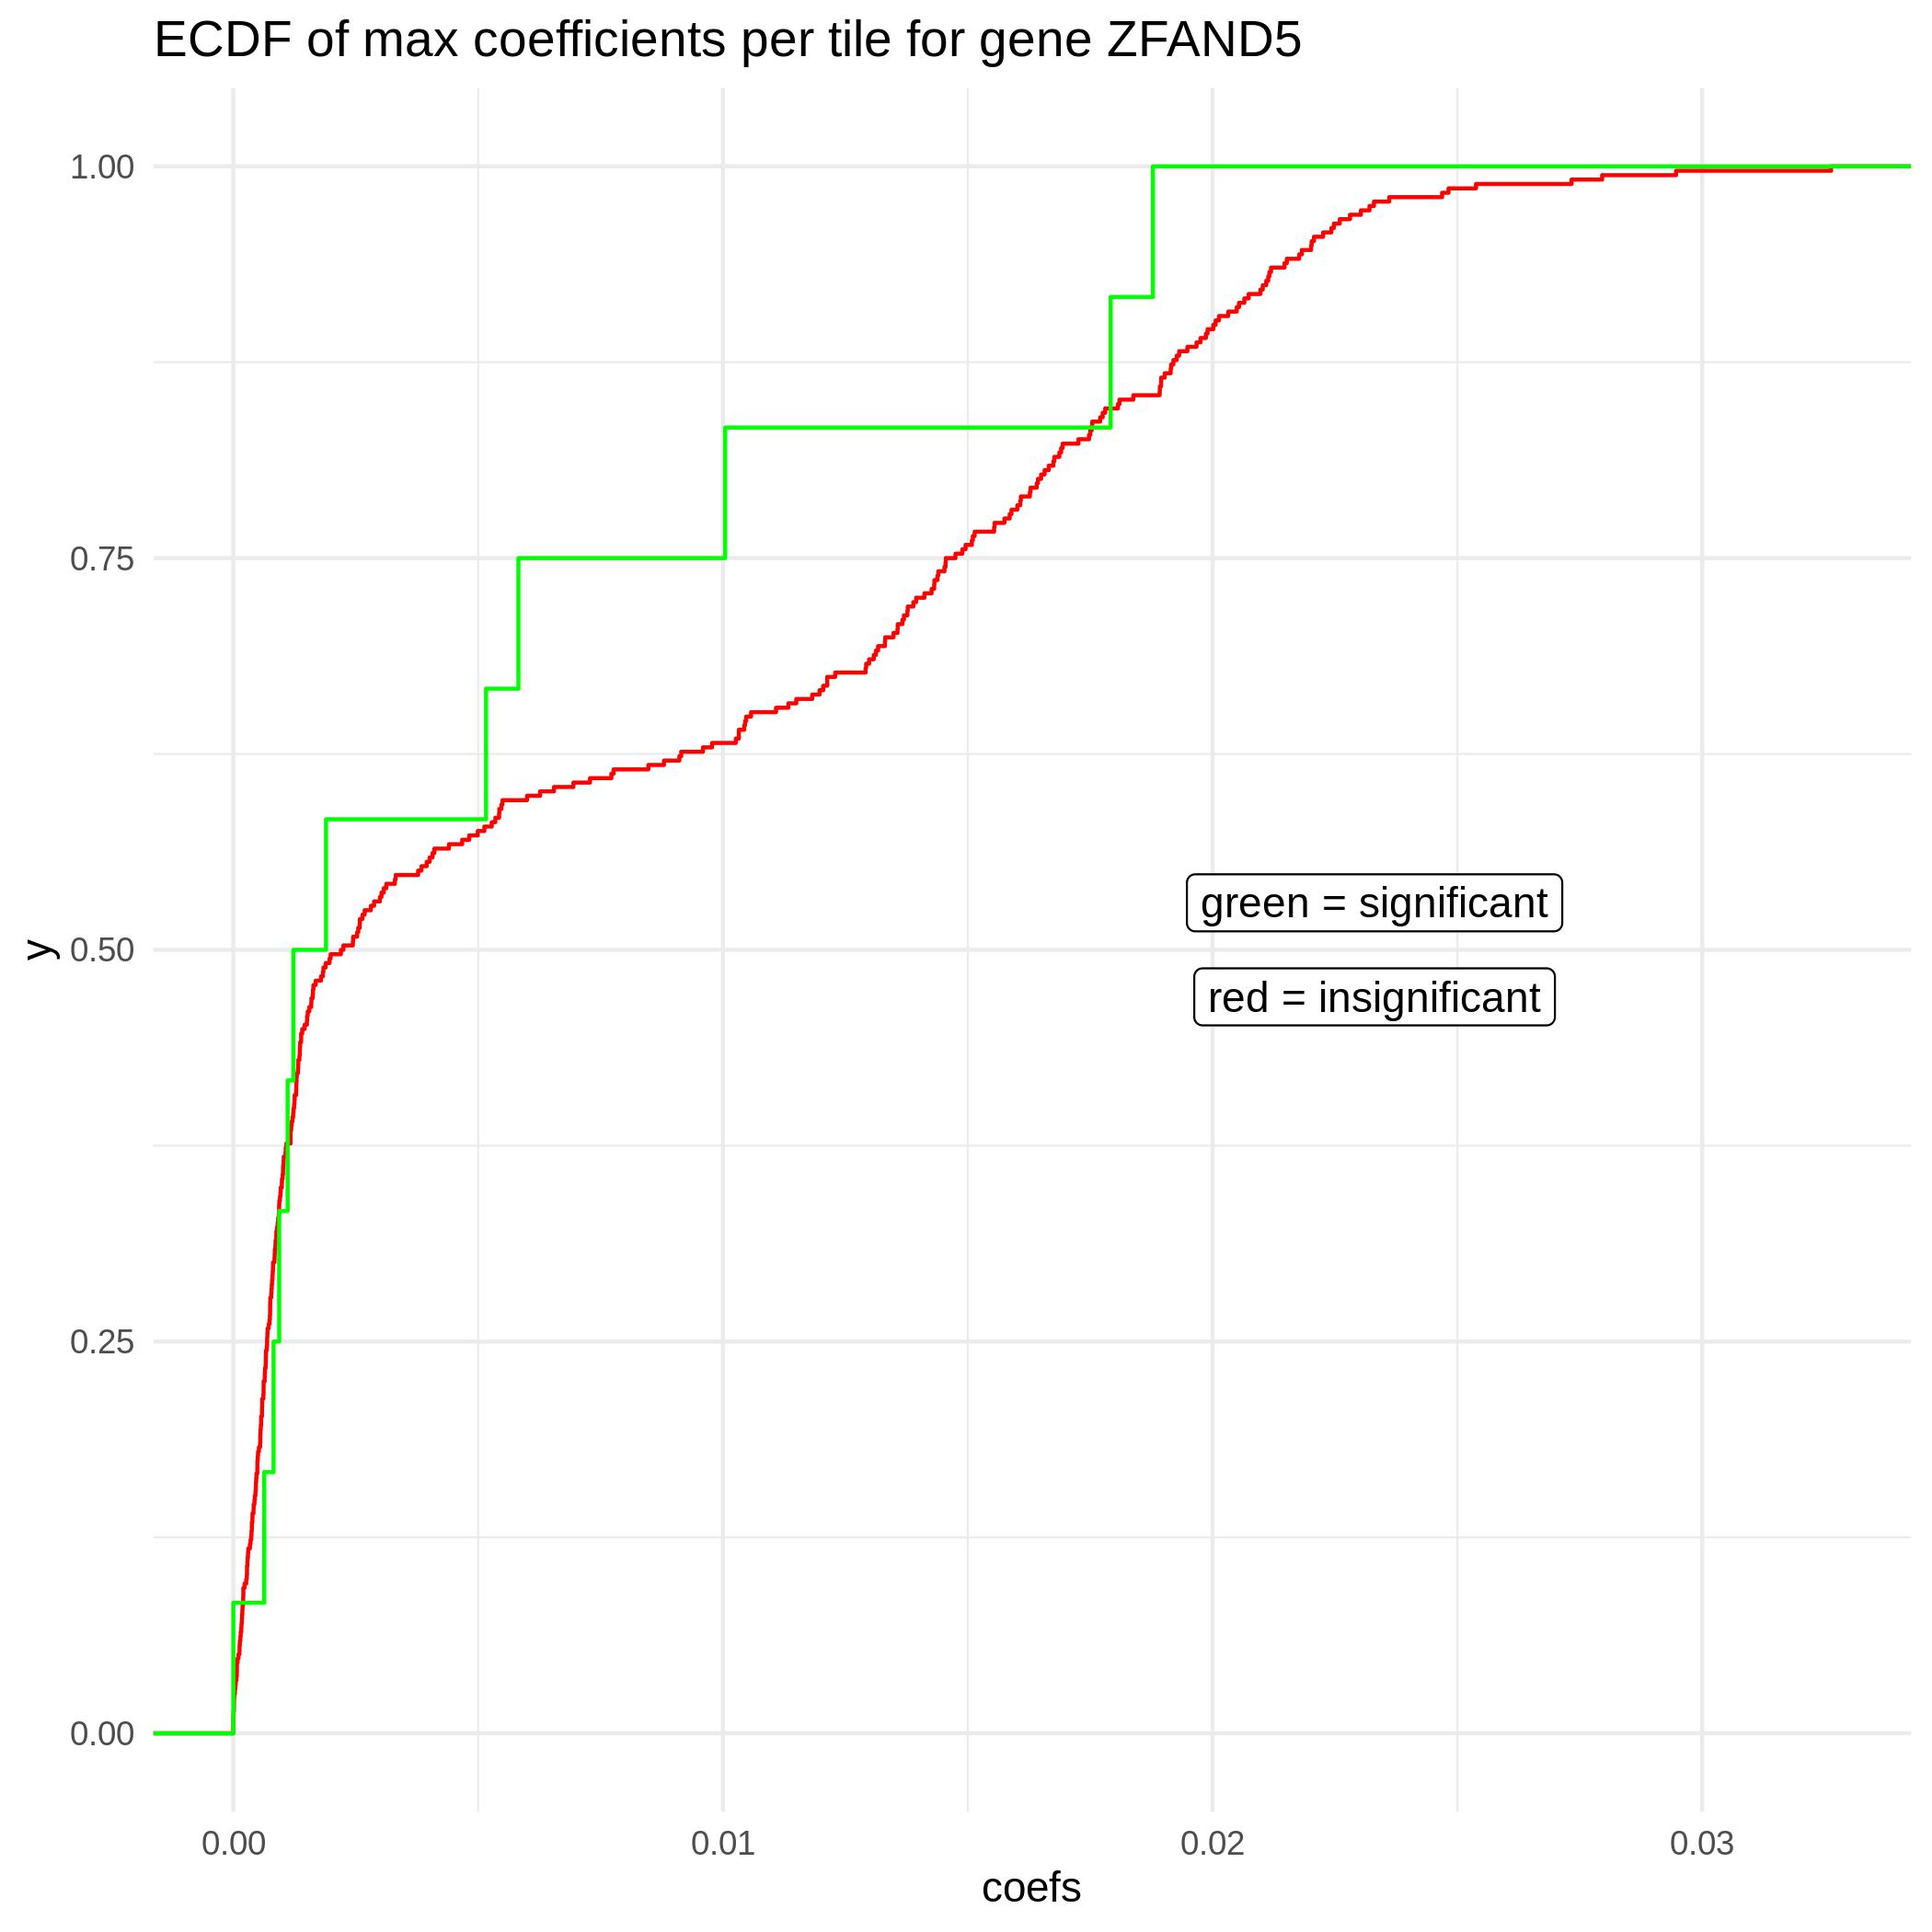 ECDF of max coefficients per tile for gene ZFAND5
1.00
0.75
0.50
0.25
0.00
y
green = significant
red = insignificant
0.00
0.01
0.02
0.03
coefs